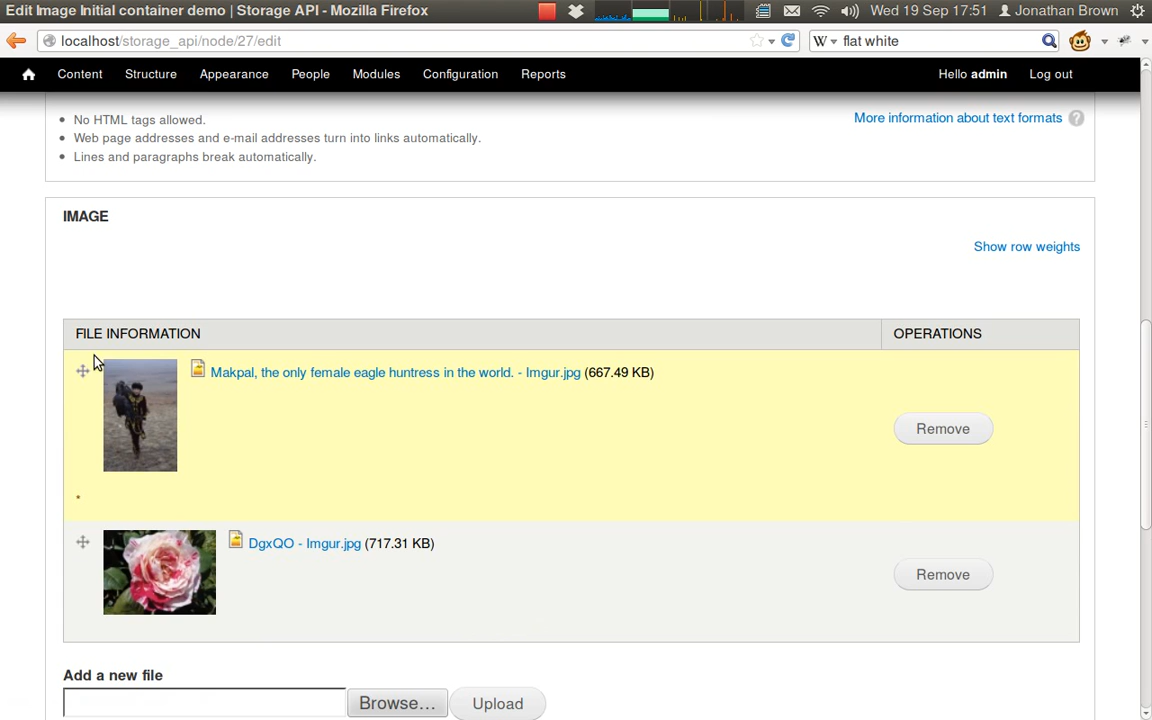 Edit Image Initial container demo | Storage API - Mozilla Firefox Wed 19 Sep 17:51 Jonathan Brown
localhost/storage_api/node/27/edit W flat white
Content Structure Appearance People Modules Configuration Reports Hello admin Log out
No HTML tags allowed. More information about text formats ?
Web page addresses and e-mail addresses turn into links automatically.
Lines and paragraphs break automatically.
IMAGE
Show row weights
FILE INFORMATION OPERATIONS
Makpal, the only female eagle huntress in the world. - Imgur.jpg (667.49 KB)
Remove
*
DgxQO - Imgur.jpg (717.31 KB)
Remove
Add a new file
Browse... Upload